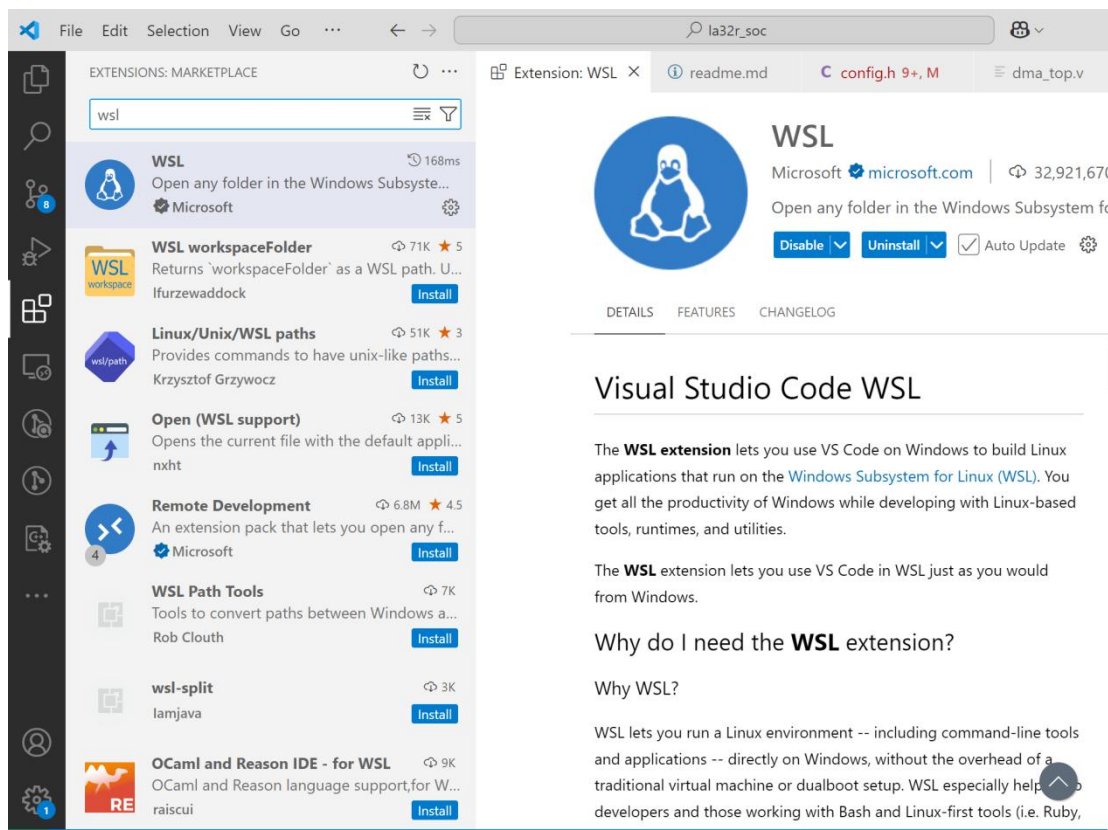 File Edit Selection View Go ··· la32r_soc
EXTENSIONS: MARKETPLACE
wsl
WSL 168ms
Open any folder in the Windows Subsyste...
Microsoft
WSL workspaceFolder 71K ★ 5
Returns `workspaceFolder` as a WSL path. U...
lfurzewaddock Install
WSL
workspace
Linux/Unix/WSL paths 51K ★ 3
Provides commands to have unix-like paths...
Krzysztof Grzywocz Install
wsl/path
Open (WSL support) 13K ★ 5
Opens the current file with the default appli...
nxht Install
Remote Development 6.8M ★ 4.5
An extension pack that lets you open any f...
Microsoft Install
4
WSL Path Tools 7K
Tools to convert paths between Windows a...
Rob Clouth Install
wsl-split 3K
lamjava Install
OCaml and Reason IDE - for WSL 9K
OCaml and Reason language support,for W...
raiscui Install
RE
8
1
Extension: WSL readme.md C config.h 9+, M dma_top.v
WSL
Microsoft microsoft.com 32,921,670
Open any folder in the Windows Subsystem fo
Disable Uninstall Auto Update
DETAILS FEATURES CHANGELOG
Visual Studio Code WSL
The WSL extension lets you use VS Code on Windows to build Linux
applications that run on the Windows Subsystem for Linux (WSL). You
get all the productivity of Windows while developing with Linux-based
tools, runtimes, and utilities.
The WSL extension lets you use VS Code in WSL just as you would
from Windows.
Why do I need the WSL extension?
Why WSL?
WSL lets you run a Linux environment -- including command-line tools
and applications -- directly on Windows, without the overhead of a
traditional virtual machine or dualboot setup. WSL especially help
developers and those working with Bash and Linux-first tools (i.e. Ruby,